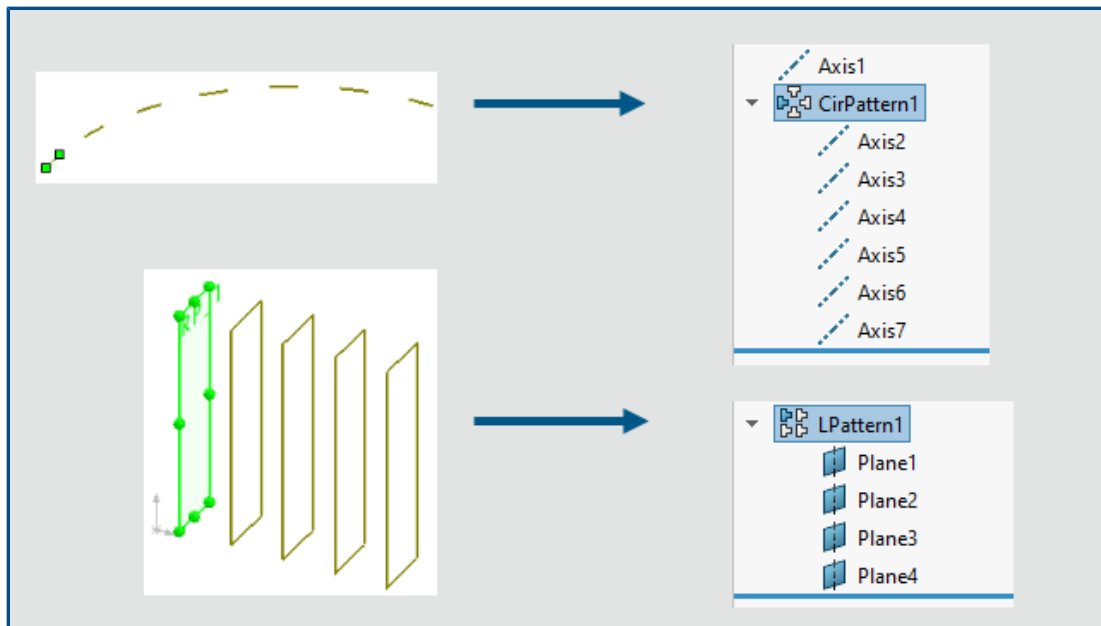 Axis1
CirPattern1
Axis2
Axis3
Axis4
Axis5
Axis6
Axis7
LPattern1
Plane1
Plane2
Plane3
Plane4